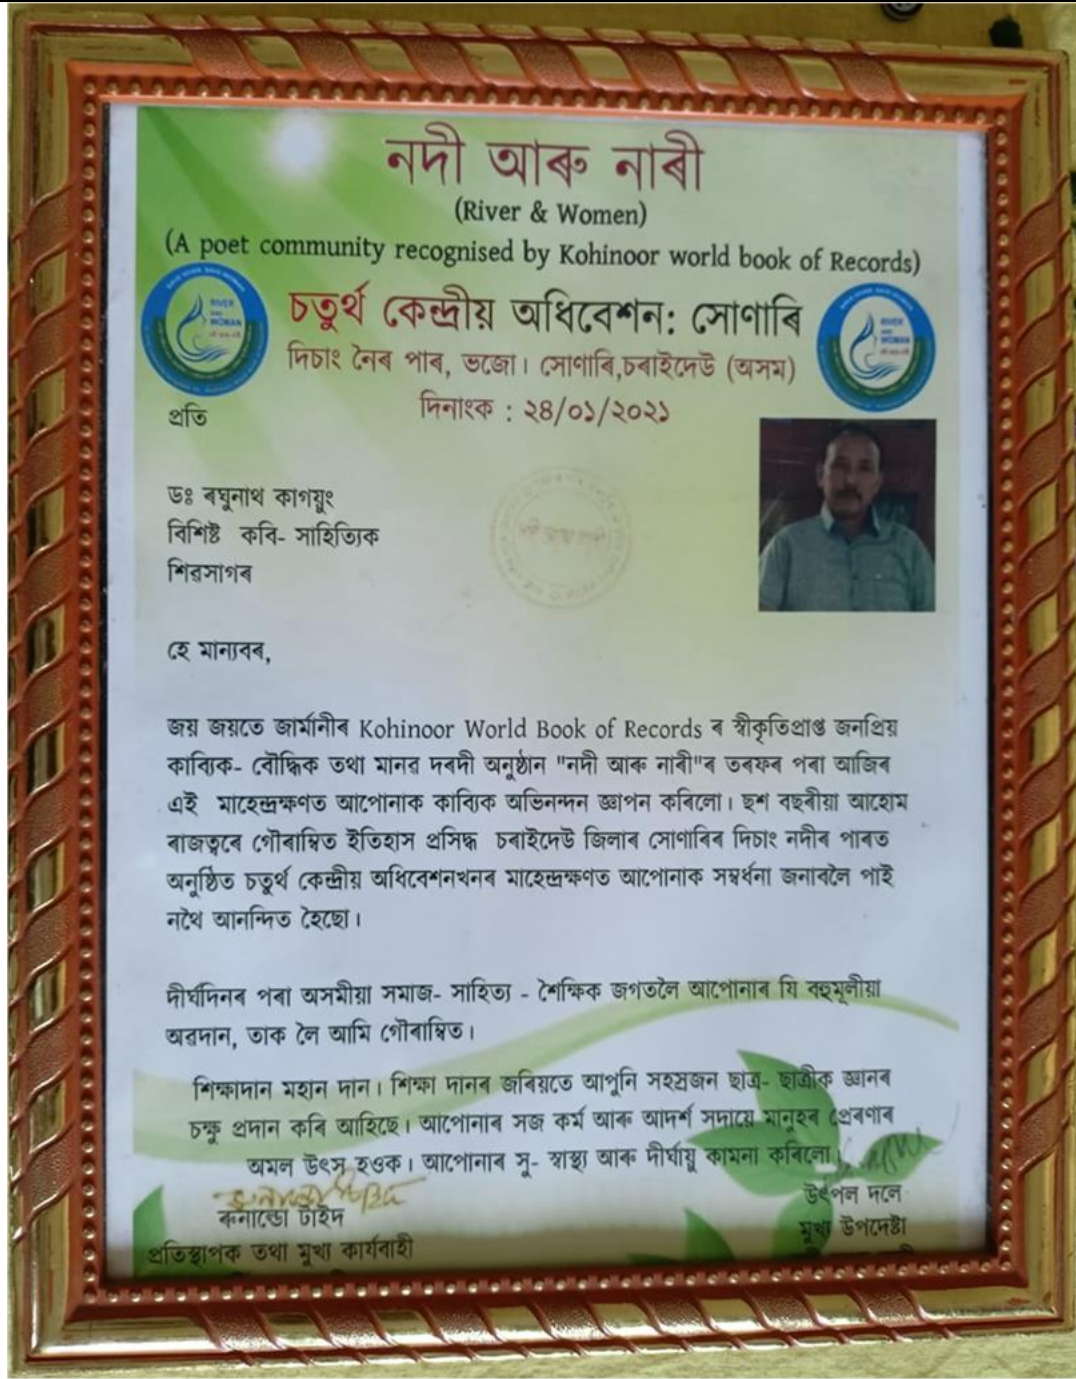 নদী আৰু নাৰী
(River & Women)
(A poet community recognised by Kohinoor world book of Records)
চতুৰ্থ কেন্দ্ৰীয় অধিবেশন: সোণাৰি
দিচাং নৈৰ পাৰ, ভজো। সোণাৰি,চৰাইদেউ (অসম)
দিনাংক : ২৪/০১/২০২১
RIVER
WOMAN
RIVER
WOMAN
প্ৰতি
ডঃ ৰঘুনাথ কাগয়ুং
বিশিষ্ট কবি- সাহিত্যিক
শিৱসাগৰ
হে মান্যবৰ,
জয় জয়তে জাৰ্মানীৰ Kohinoor World Book of Records ৰ স্বীকৃতিপ্ৰাপ্ত জনপ্ৰিয়
কাব্যিক- বৌদ্ধিক তথা মানৱ দৰদী অনুষ্ঠান "নদী আৰু নাৰী"ৰ তৰফৰ পৰা আজিৰ
এই মাহেন্দ্ৰক্ষণত আপোনাক কাব্যিক অভিনন্দন জ্ঞাপন কৰিলো। ছশ বছৰীয়া আহোম
ৰাজত্বৰে গৌৰাম্বিত ইতিহাস প্ৰসিদ্ধ চৰাইদেউ জিলাৰ সোণাৰিৰ দিচাং নদীৰ পাৰত
অনুষ্ঠিত চতুৰ্থ কেন্দ্ৰীয় অধিবেশনখনৰ মাহেন্দ্ৰক্ষণত আপোনাক সম্বৰ্ধনা জনাবলৈ পাই
নথৈ আনন্দিত হৈছো।
দীৰ্ঘদিনৰ পৰা অসমীয়া সমাজ- সাহিত্য - শৈক্ষিক জগতলৈ আপোনাৰ যি বহুমূলীয়া
অৱদান, তাক লৈ আমি গৌৰাম্বিত।
শিক্ষাদান মহান দান। শিক্ষা দানৰ জৰিয়তে আপুনি সহস্ৰজন ছাত্ৰ- ছাত্ৰীক জ্ঞানৰ
চক্ষু প্ৰদান কৰি আহিছে। আপোনাৰ সজ কৰ্ম আৰু আদৰ্শ সদায়ে মানুহৰ প্ৰেৰণাৰ
অমল উৎস হওক। আপোনাৰ সু- স্বাস্থ্য আৰু দীৰ্ঘায়ু কামনা কৰিলো।
ৰুনাল্ডো টাইদ
প্ৰতিস্থাপক তথা মুখ্য কাৰ্যবাহী
উৎপল দলে
মুখ্য উপদেষ্টা